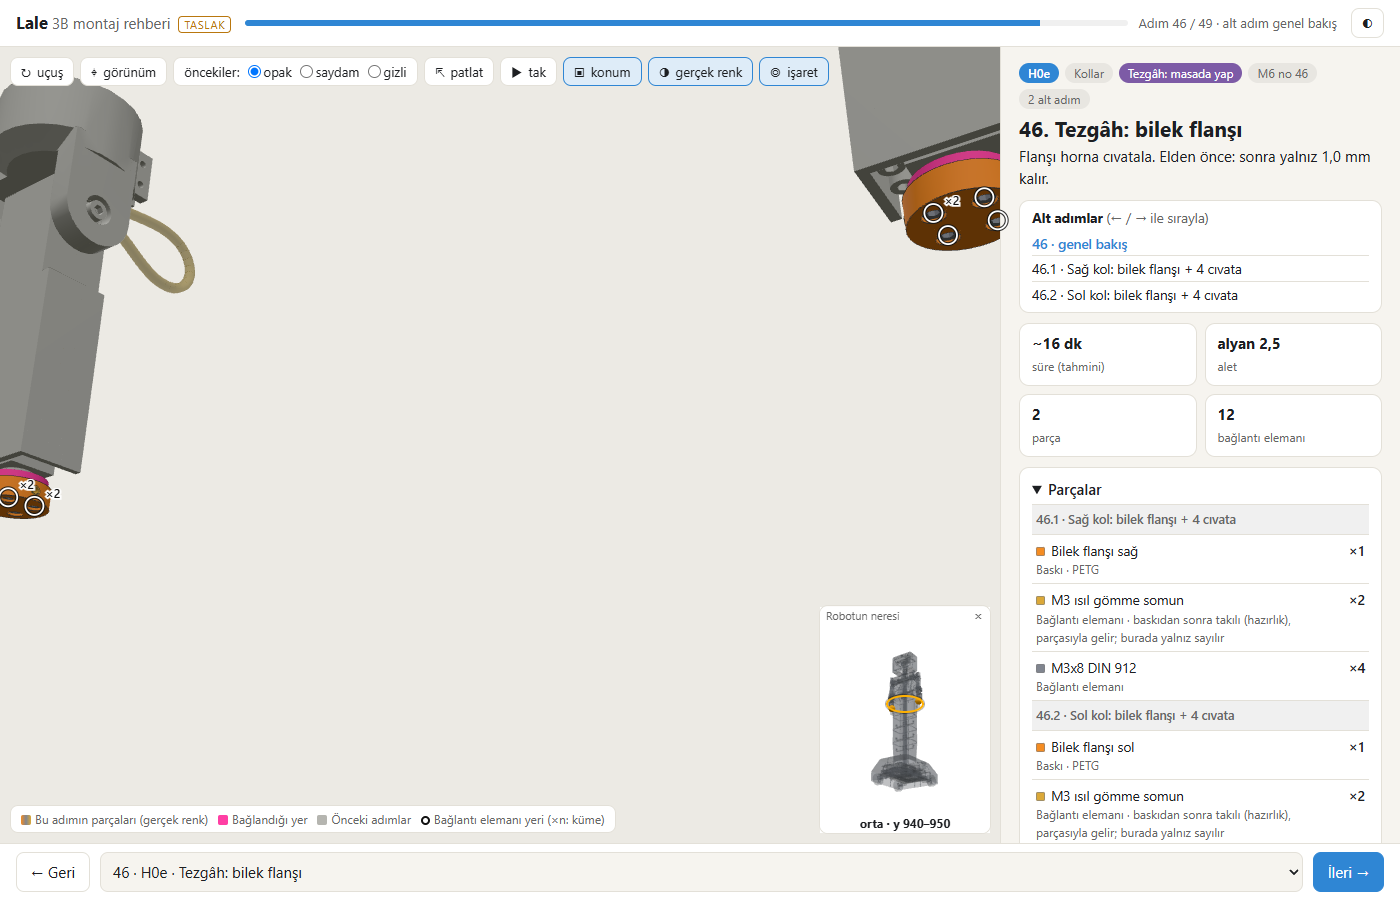 Lale 3B montaj rehberi TASLAK
Adım 46 / 49 · alt adım genel bakış
↻ uçuş
⌖ görünüm
öncekiler: opak saydam gizli
⇱ patlat
▶ tak
▣ konum
◑ gerçek renk
◎ işaret
×2
×2
×2
Robotun neresi ×
orta · y 940–950
Bu adımın parçaları (gerçek renk) Bağlandığı yer Önceki adımlar Bağlantı elemanı yeri (×n: küme)
H0e Kollar Tezgâh: masada yap M6 no 46
2 alt adım
46. Tezgâh: bilek flanşı
Flanşı horna cıvatala. Elden önce: sonra yalnız 1,0 mm
kalır.
Alt adımlar (← / → ile sırayla)
46 · genel bakış
46.1 · Sağ kol: bilek flanşı + 4 cıvata
46.2 · Sol kol: bilek flanşı + 4 cıvata
~16 dk
süre (tahmini)
alyan 2,5
alet
2
parça
12
bağlantı elemanı
▼ Parçalar
46.1 · Sağ kol: bilek flanşı + 4 cıvata
Bilek flanşı sağ ×1
Baskı · PETG
M3 ısıl gömme somun ×2
Bağlantı elemanı · baskıdan sonra takılı (hazırlık),
parçasıyla gelir; burada yalnız sayılır
M3x8 DIN 912 ×4
Bağlantı elemanı
46.2 · Sol kol: bilek flanşı + 4 cıvata
Bilek flanşı sol ×1
Baskı · PETG
M3 ısıl gömme somun ×2
Bağlantı elemanı · baskıdan sonra takılı (hazırlık),
parçasıyla gelir; burada yalnız sayılır
← Geri
46 · H0e · Tezgâh: bilek flanşı
İleri →